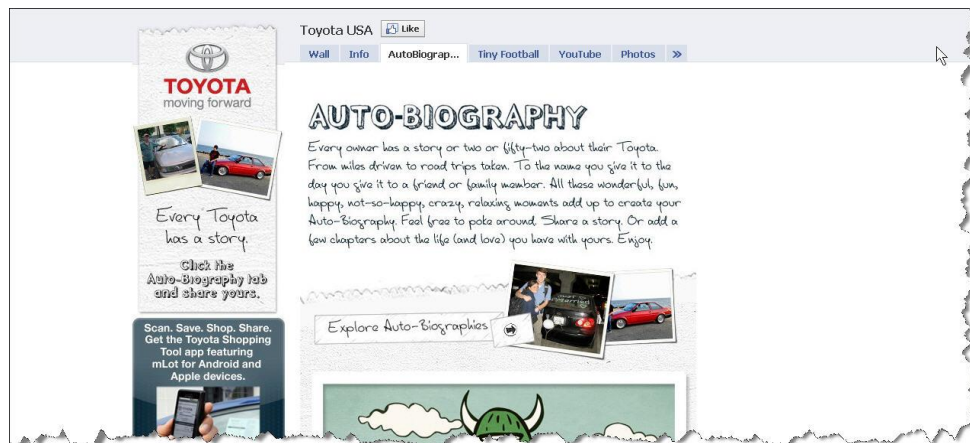 Toyota USA Like
Wall Info AutoBiograp... Tiny Football YouTube Photos »
TOYOTA
moving forward
Every Toyota
has a story.
Click the
Auto-Biography tab
and share yours.
Scan. Save. Shop. Share.
Get the Toyota Shopping
Tool app featuring
mLot for Android and
Apple devices.
AUTO-BIOGRAPHY
Every owner has a story or two or fifty-two about their Toyota.
From miles driven to road trips taken. To the name you give it to the
day you give it to a friend or family member. All these wonderful, fun,
happy, not-so-happy, crazy, relaxing moments add up to create your
Auto-Biography. Feel free to poke around. Share a story. Or add a
few chapters about the life (and love) you have with yours. Enjoy.
Explore Auto-Biographies